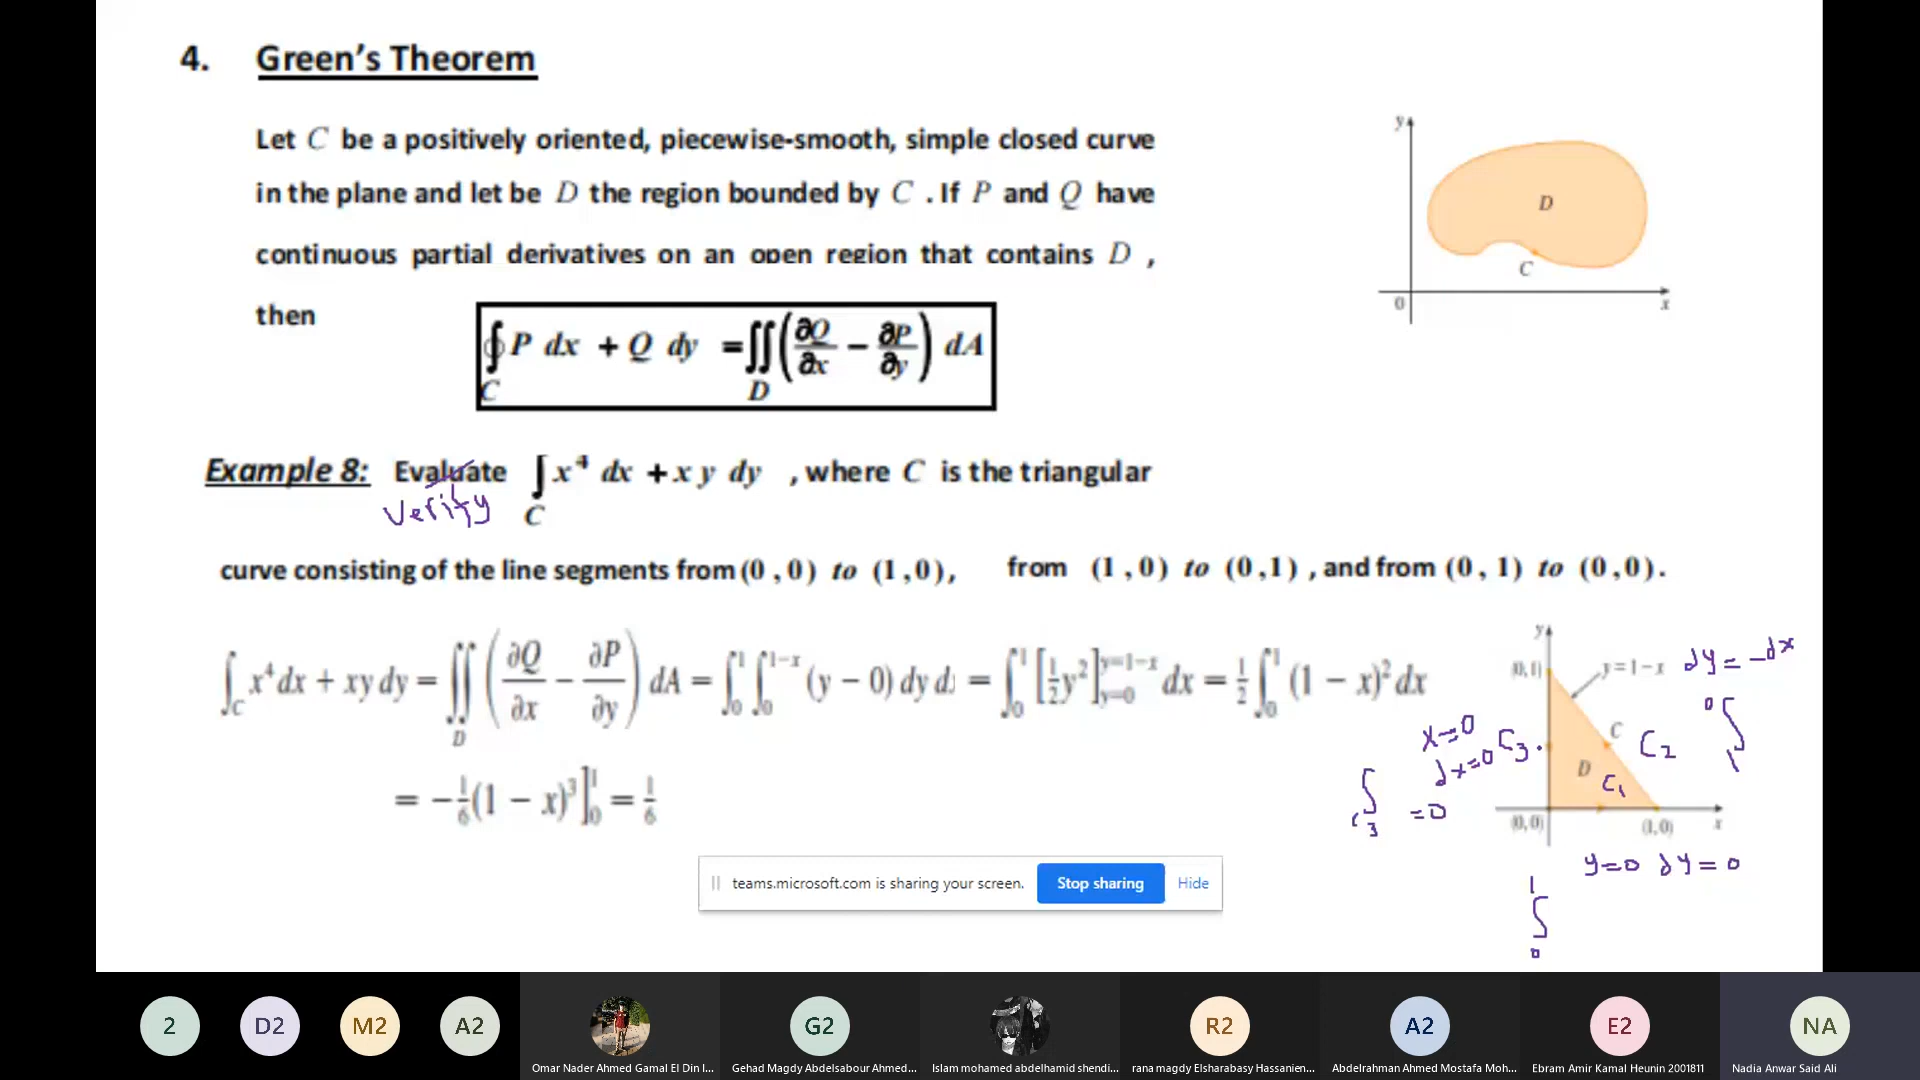 4. Green's Theorem
Let C be a positively oriented, piecewise-smooth, simple closed curve
in the plane and let be D the region bounded by C . If P and Q have
continuous partial derivatives on an open region that contains D ,
then
∮_C P dx + Q dy = ∬_D (∂Q/∂x − ∂P/∂y) dA
y
D
C
0
x
Example 8: Evaluate ∫_C x⁴ dx + x y dy , where C is the triangular
Verify
curve consisting of the line segments from (0 , 0) to (1 ,0), from (1 , 0) to (0 ,1) , and from (0 , 1) to (0 ,0).
∫_C x⁴ dx + xy dy = ∬_D (∂Q/∂x − ∂P/∂y) dA = ∫₀¹ ∫₀^{1−x} (y − 0) dy d = ∫₀¹ [½y²]_{y=0}^{y=1−x} dx = ½ ∫₀¹ (1 − x)² dx
= −⅙(1 − x)³]₀¹ = ⅙
y
(0, 1)
y = 1 − x
dy = −dx
∫₁⁰
x=0
dx=0
C3
C
C2
D
C1
∫_{C3} =0
(0, 0)
(1, 0)
x
y=0 dy=0
∫₀¹
teams.microsoft.com is sharing your screen. Stop sharing Hide
2
D2
M2
A2
G2
R2
A2
E2
NA
Omar Nader Ahmed Gamal El Din I...
Gehad Magdy Abdelsabour Ahmed...
Islam mohamed abdelhamid shendi...
rana magdy Elsharabasy Hassanien...
Abdelrahman Ahmed Mostafa Moh...
Ebram Amir Kamal Heunin 2001811
Nadia Anwar Said Ali